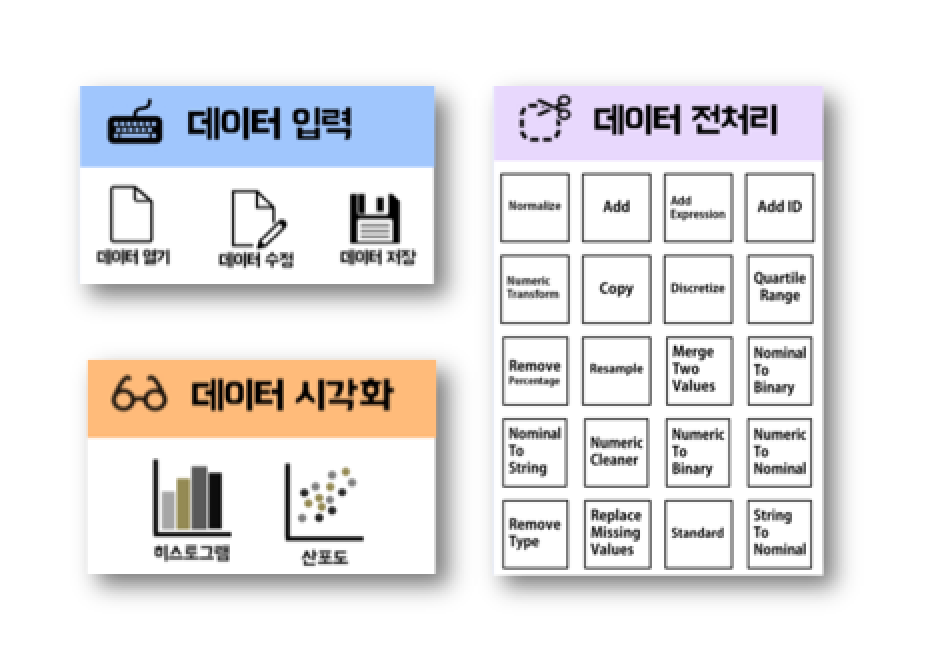 데이터 입력
데이터 열기
데이터 수정
데이터 저장
데이터 시각화
히스토그램
산포도
데이터 전처리
Normalize
Add
Add
Expression
Add ID
Numeric
Transform
Copy
Discretize
Quartile
Range
Remove
Percentage
Resample
Merge
Two
Values
Nominal
To
Binary
Nominal
To
String
Numeric
Cleaner
Numeric
To
Binary
Numeric
To
Nominal
Remove
Type
Replace
Missing
Values
Standard
String
To
Nominal